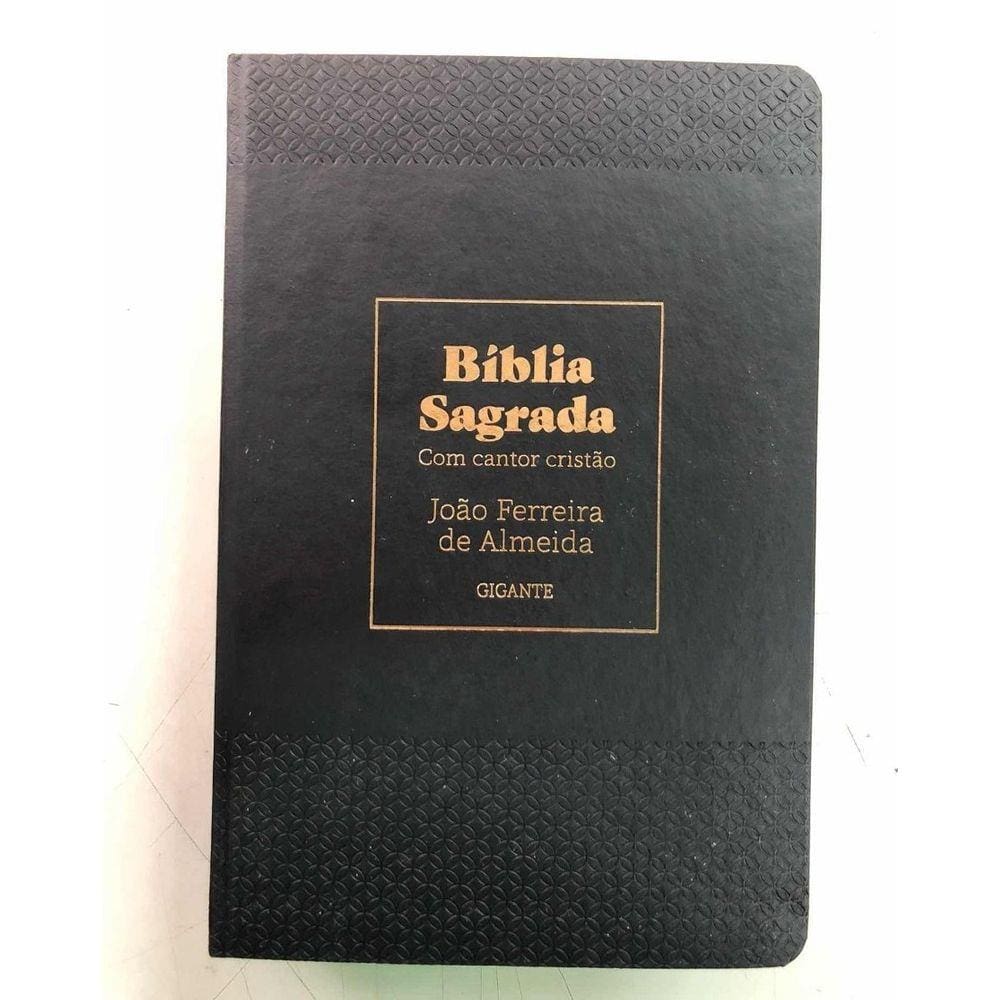 Bíblia
Sagrada
Com cantor cristão
João Ferreira
de Almeida
GIGANTE